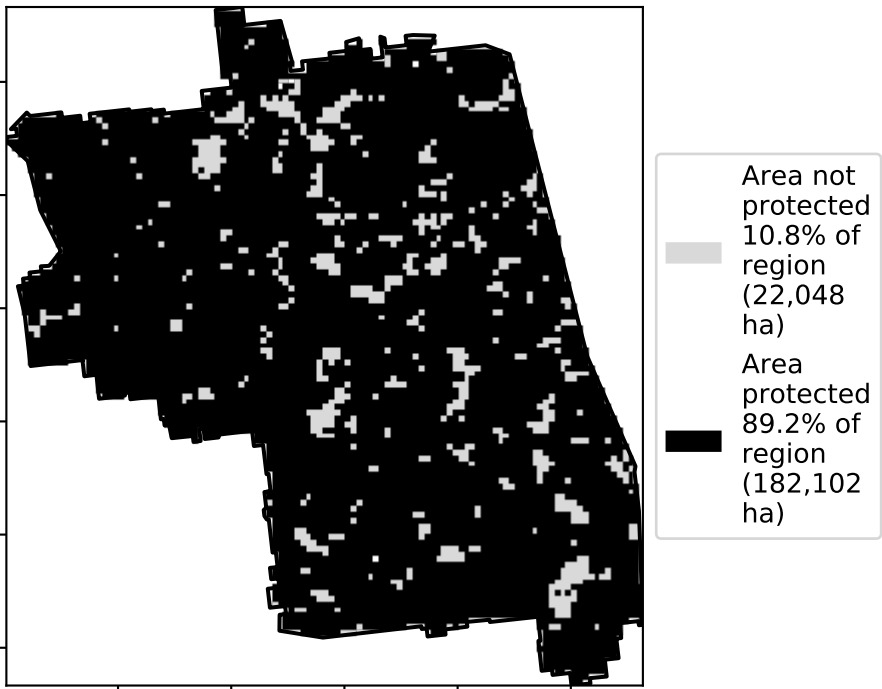 Area not
protected
10.8% of
region
(22,048
ha)
Area
protected
89.2% of
region
(182,102
ha)